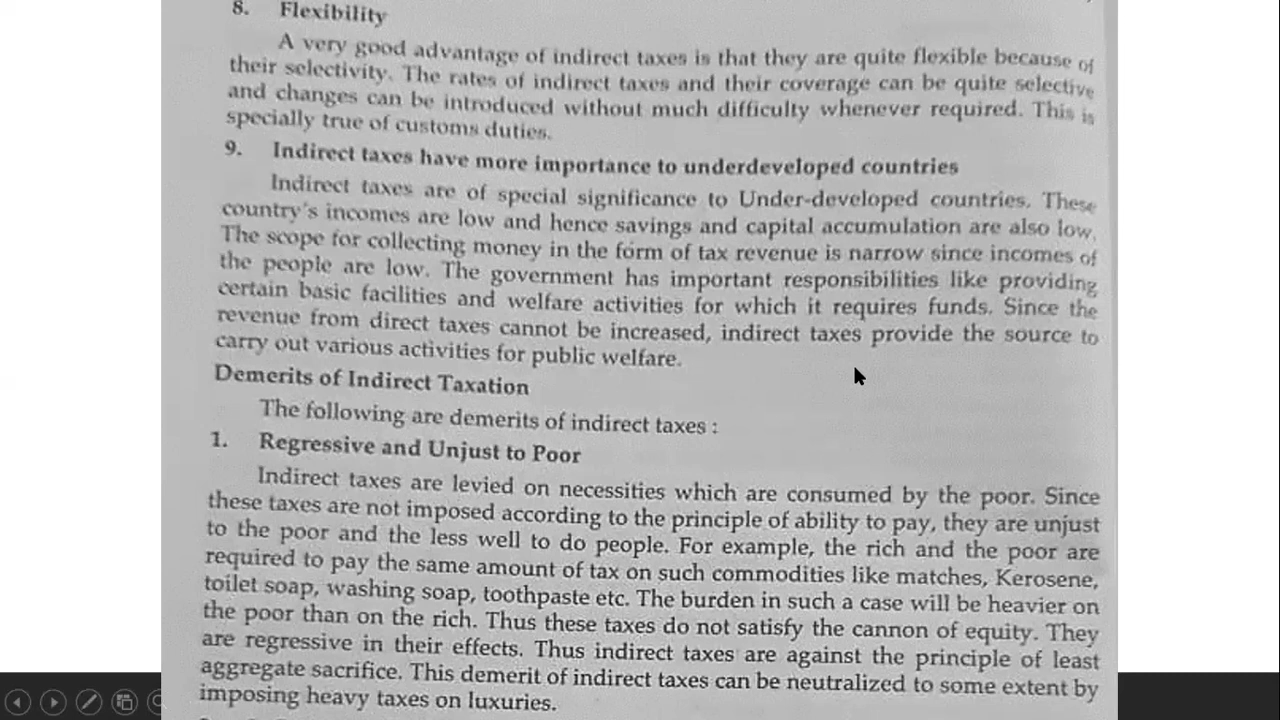 8. Flexibility
A very good advantage of indirect taxes is that they are quite flexible because of
their selectivity. The rates of indirect taxes and their coverage can be quite selective
and changes can be introduced without much difficulty whenever required. This is
specially true of customs duties.
9. Indirect taxes have more importance to underdeveloped countries
Indirect taxes are of special significance to Under-developed countries. These
country's incomes are low and hence savings and capital accumulation are also low.
The scope for collecting money in the form of tax revenue is narrow since incomes of
the people are low. The government has important responsibilities like providing
certain basic facilities and welfare activities for which it requires funds. Since the
revenue from direct taxes cannot be increased, indirect taxes provide the source to
carry out various activities for public welfare.
Demerits of Indirect Taxation
The following are demerits of indirect taxes :
1. Regressive and Unjust to Poor
Indirect taxes are levied on necessities which are consumed by the poor. Since
these taxes are not imposed according to the principle of ability to pay, they are unjust
to the poor and the less well to do people. For example, the rich and the poor are
required to pay the same amount of tax on such commodities like matches, Kerosene,
toilet soap, washing soap, toothpaste etc. The burden in such a case will be heavier on
the poor than on the rich. Thus these taxes do not satisfy the cannon of equity. They
are regressive in their effects. Thus indirect taxes are against the principle of least
aggregate sacrifice. This demerit of indirect taxes can be neutralized to some extent by
imposing heavy taxes on luxuries.